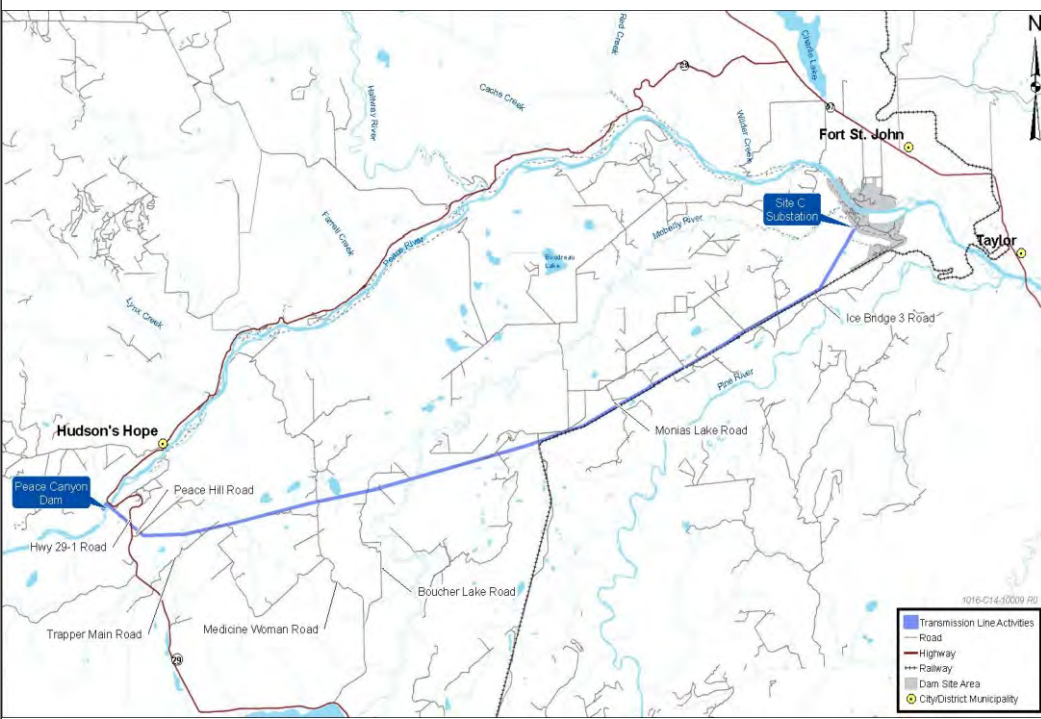 N
Red Creek
Charlie Lake
29
Cache Creek
Halfway River
Wilder Creek
Fort St. John
Site C
Substation
Moberly River
Taylor
Farrell Creek
Peace River
Boudreau
Lake
Lynx Creek
Ice Bridge 3 Road
Pine River
Hudson's Hope
Monias Lake Road
Peace Canyon
Dam
Peace Hill Road
Hwy 29-1 Road
Boucher Lake Road
Trapper Main Road
Medicine Woman Road
29
1016-C14-10009 R0
Transmission Line Activities
Road
Highway
Railway
Dam Site Area
City/District Municipality